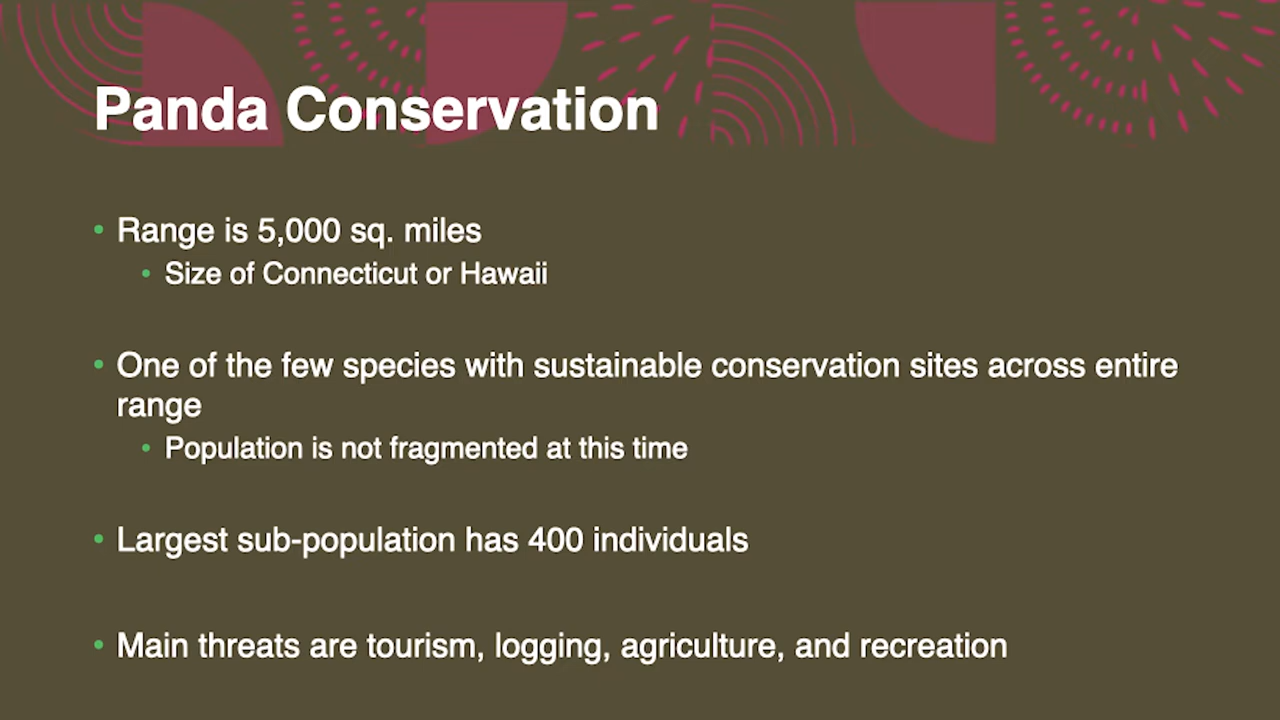 Panda Conservation
• Range is 5,000 sq. miles
• Size of Connecticut or Hawaii
• One of the few species with sustainable conservation sites across entire
range
• Population is not fragmented at this time
• Largest sub-population has 400 individuals
• Main threats are tourism, logging, agriculture, and recreation